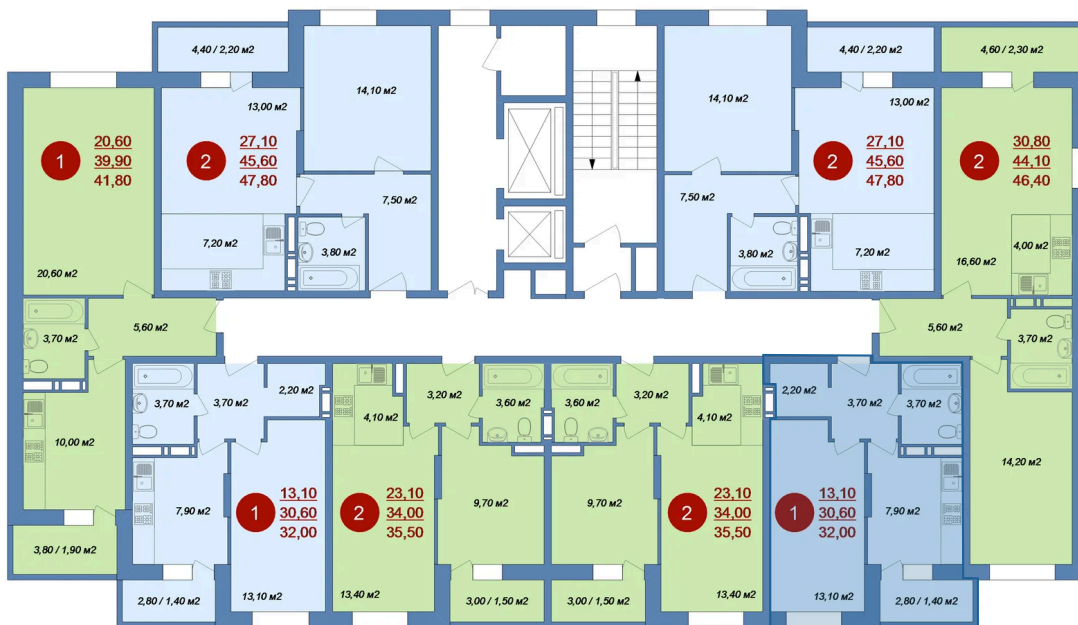 4,40 / 2,20 м2
14,10 м2
13,00 м2
1
20,60
39,90
41,80
2
27,10
45,60
47,80
7,50 м2
7,20 м2
3,80 м2
20,60 м2
14,10 м2
4,40 / 2,20 м2
13,00 м2
2
27,10
45,60
47,80
7,50 м2
3,80 м2
7,20 м2
4,60 / 2,30 м2
2
30,80
44,10
46,40
4,00 м2
16,60 м2
3,70 м2
5,60 м2
5,60 м2
3,70 м2
10,00 м2
3,80 / 1,90 м2
14,20 м2
3,70 м2
3,70 м2
2,20 м2
7,90 м2
1
13,10
30,60
32,00
2,80 / 1,40 м2
13,10 м2
4,10 м2
3,20 м2
3,60 м2
2
23,10
34,00
35,50
9,70 м2
13,40 м2
3,00 / 1,50 м2
3,60 м2
3,20 м2
4,10 м2
9,70 м2
2
23,10
34,00
35,50
3,00 / 1,50 м2
13,40 м2
2,20 м2
3,70 м2
3,70 м2
1
13,10
30,60
32,00
7,90 м2
13,10 м2
2,80 / 1,40 м2